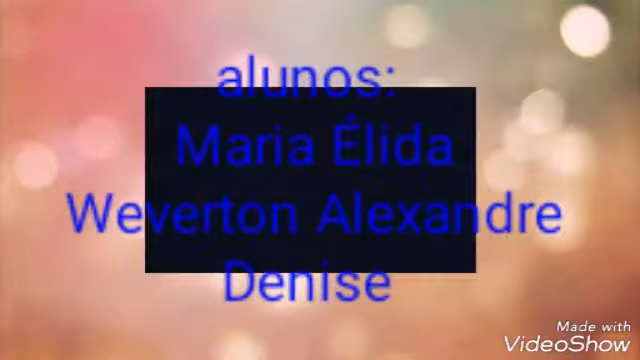 alunos:
Maria Élida
Weverton Alexandre
Denise
Made with
VideoShow